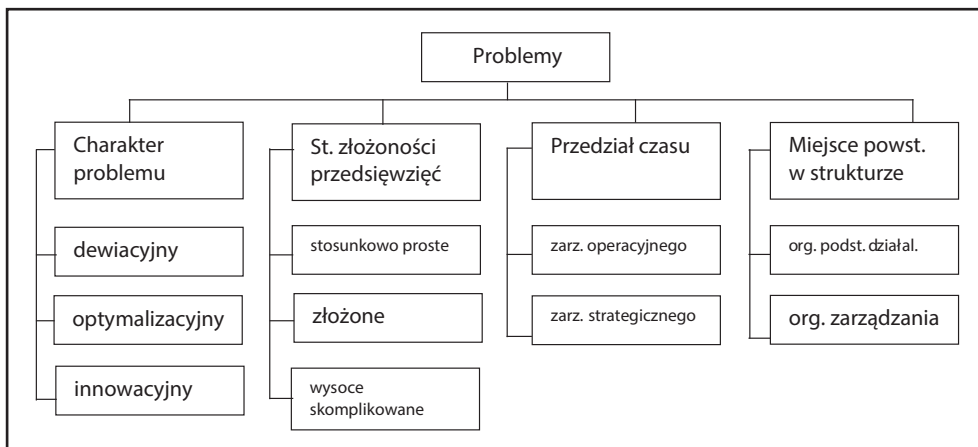 Problemy
Charakter
problemu
dewiacyjny
optymalizacyjny
innowacyjny
St. złożoności
przedsięwzięć
stosunkowo proste
złożone
wysoce
skomplikowane
Przedział czasu
zarz. operacyjnego
zarz. strategicznego
Miejsce powst.
w strukturze
org. podst. działal.
org. zarządzania